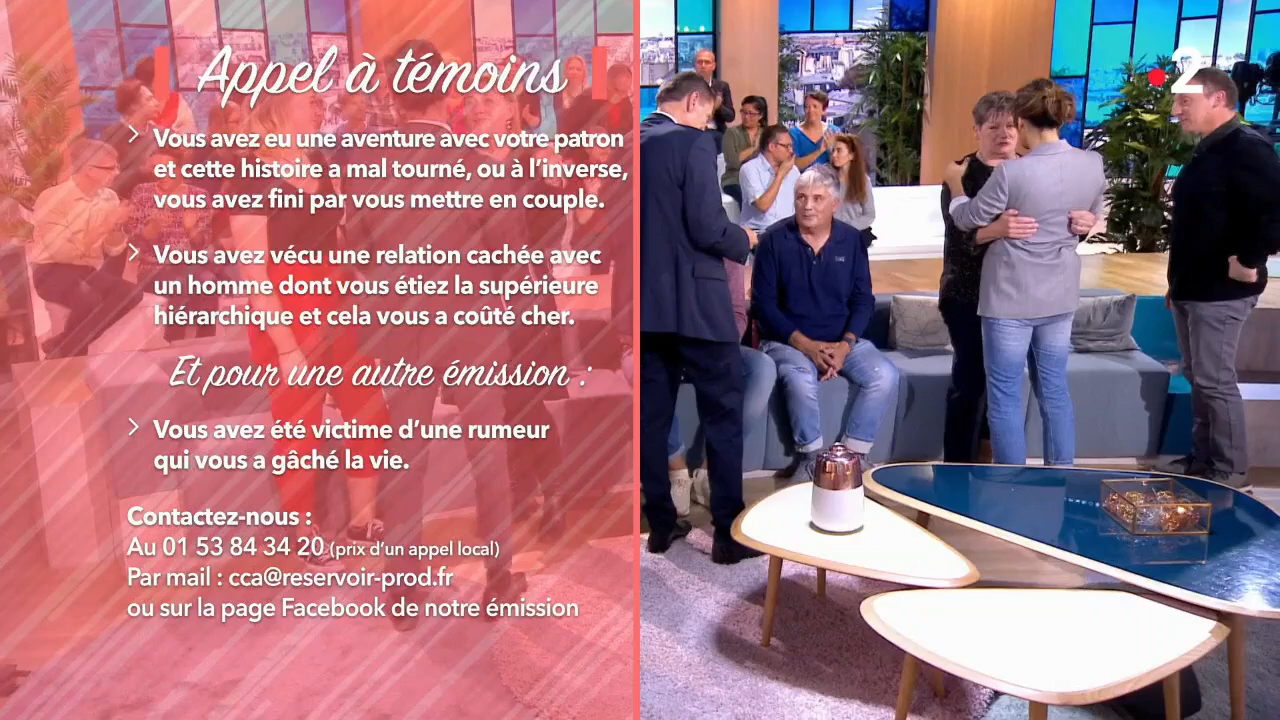 Appel à témoins
Vous avez eu une aventure avec votre patron
et cette histoire a mal tourné, ou à l'inverse,
vous avez fini par vous mettre en couple.
Vous avez vécu une relation cachée avec
un homme dont vous étiez la supérieure
hiérarchique et cela vous a coûté cher.
Et pour une autre émission :
Vous avez été victime d'une rumeur
qui vous a gâché la vie.
Contactez-nous :
Au 01 53 84 34 20 (prix d'un appel local)
Par mail : cca@reservoir-prod.fr
ou sur la page Facebook de notre émission
2